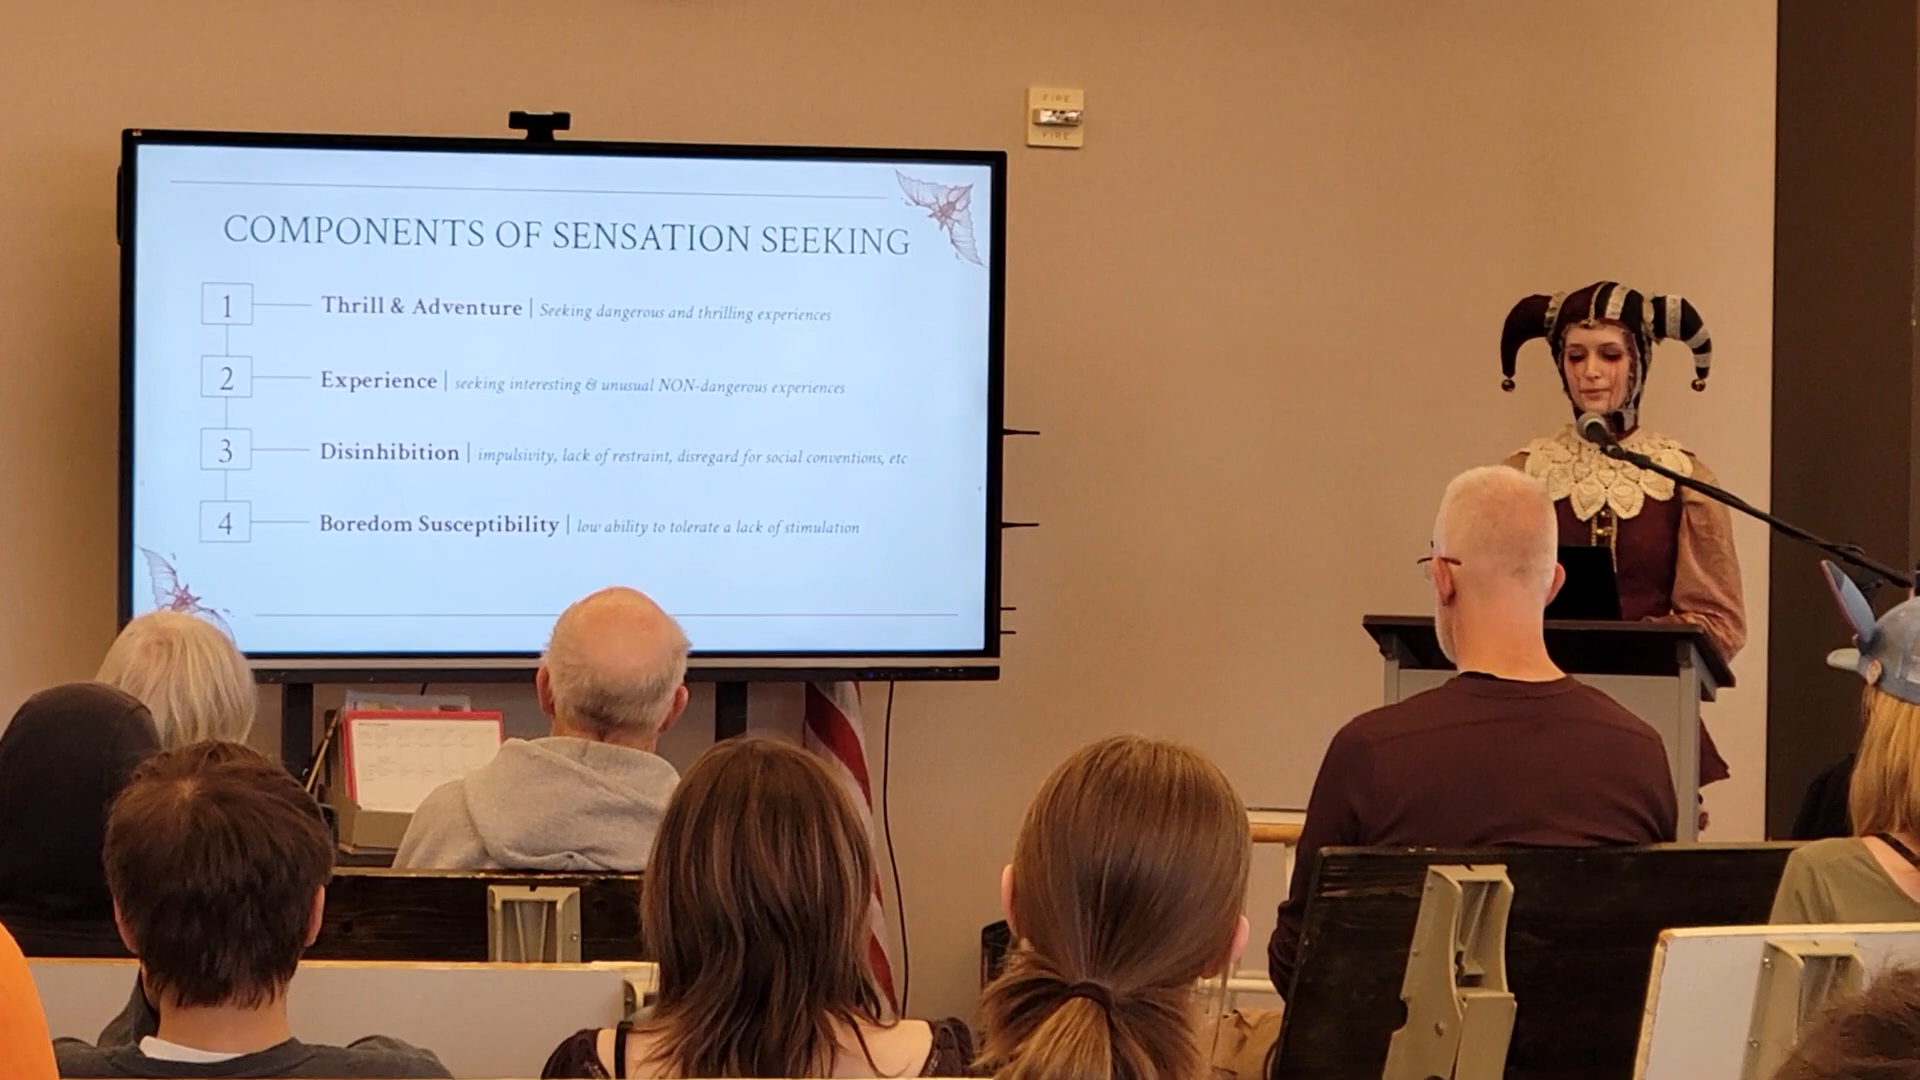 COMPONENTS OF SENSATION SEEKING
1 Thrill & Adventure | Seeking dangerous and thrilling experiences
2 Experience | seeking interesting & unusual NON-dangerous experiences
3 Disinhibition | impulsivity, lack of restraint, disregard for social conventions, etc
4 Boredom Susceptibility | low ability to tolerate a lack of stimulation
FIRE
FIRE